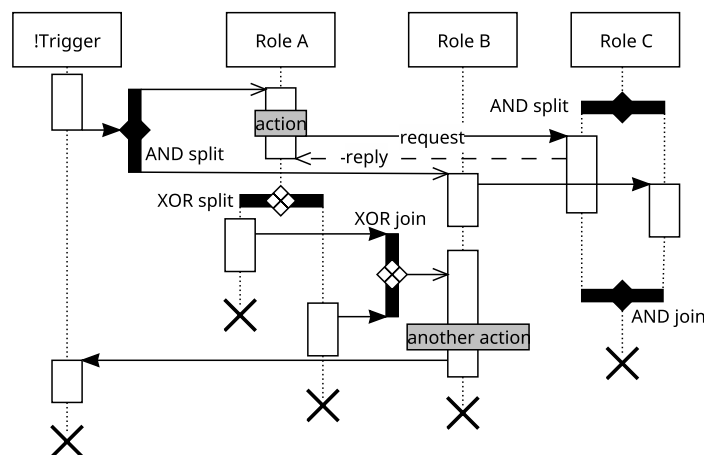 !Trigger
Role A
Role B
Role C
AND split
action
request
AND split
-reply
XOR split
XOR join
AND join
another action